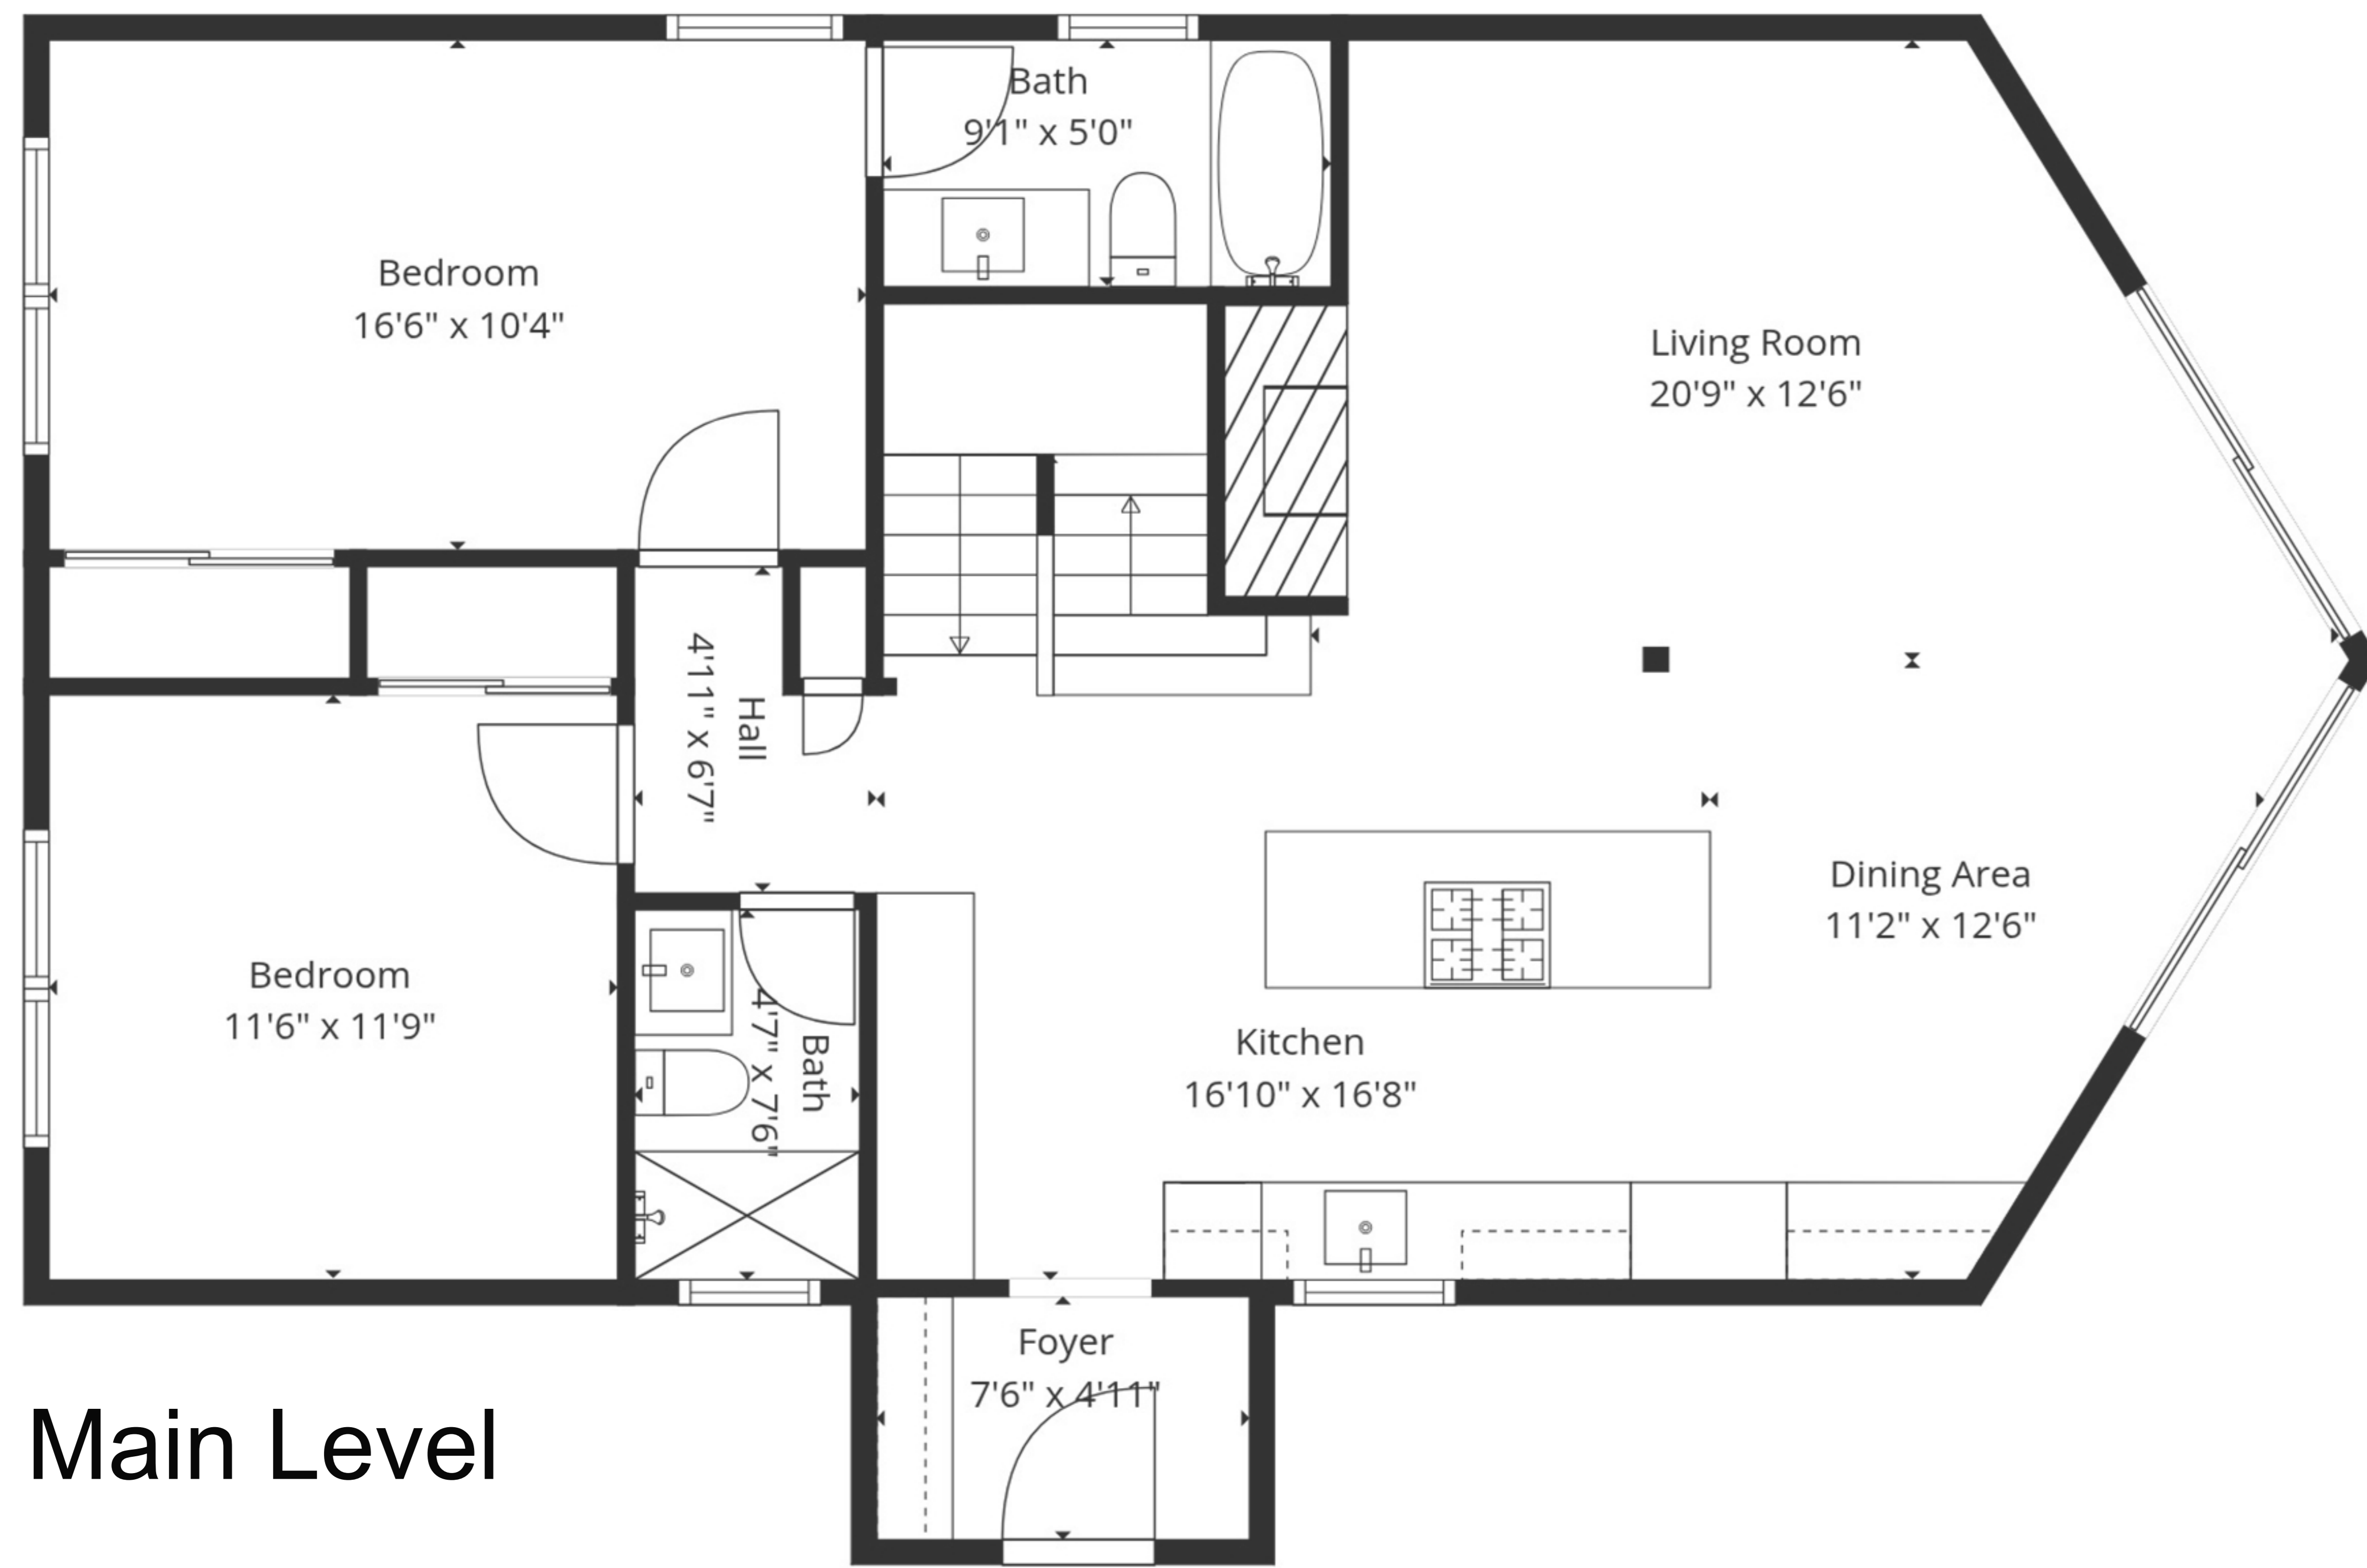 Bath
9'1" x 5'0"
Bedroom
16'6" x 10'4"
Living Room
20'9" x 12'6"
Hall
4'11" x 6'7"
Dining Area
11'2" x 12'6"
Bedroom
11'6" x 11'9"
Bath
4'7" x 7'6"
Kitchen
16'10" x 16'8"
Foyer
7'6" x 4'11"
Main Level